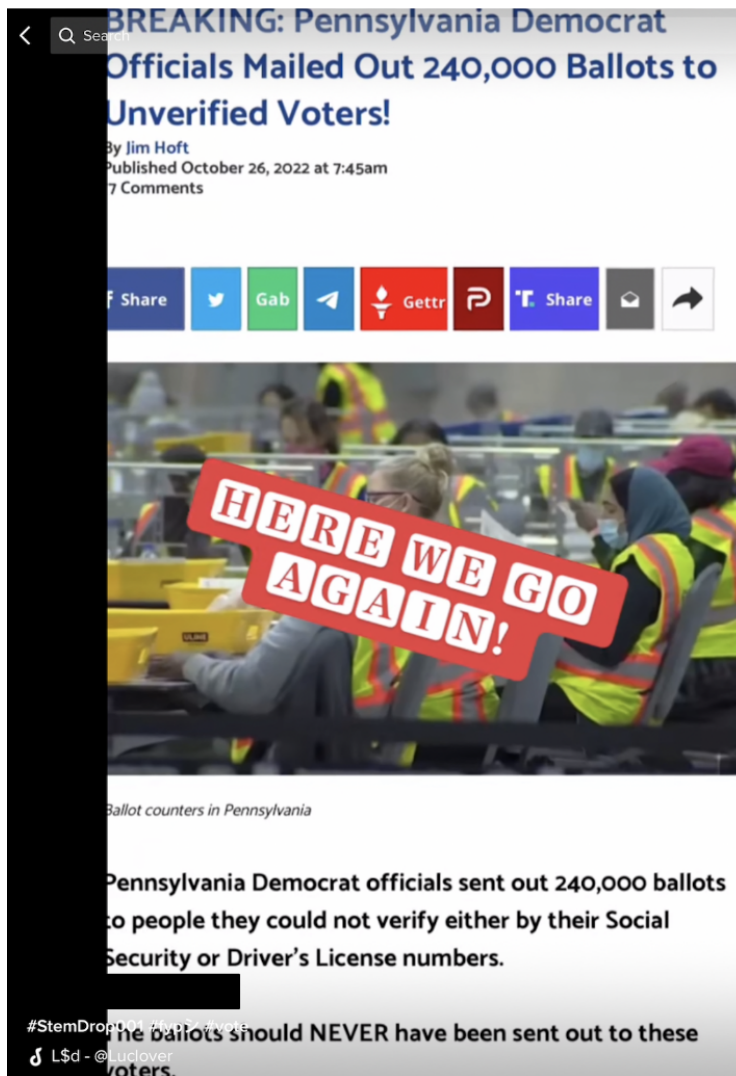 Search
BREAKING: Pennsylvania Democrat
Officials Mailed Out 240,000 Ballots to
Unverified Voters!
By Jim Hoft
Published October 26, 2022 at 7:45am
7 Comments
f Share
Gab
Gettr
Share
HERE WE GO
AGAIN!
ULINE
Ballot counters in Pennsylvania
Pennsylvania Democrat officials sent out 240,000 ballots
to people they could not verify either by their Social
Security or Driver's License numbers.
#StemDrop001 #fyp #vote
The ballots should NEVER have been sent out to these
L$d - @Luclover
voters.